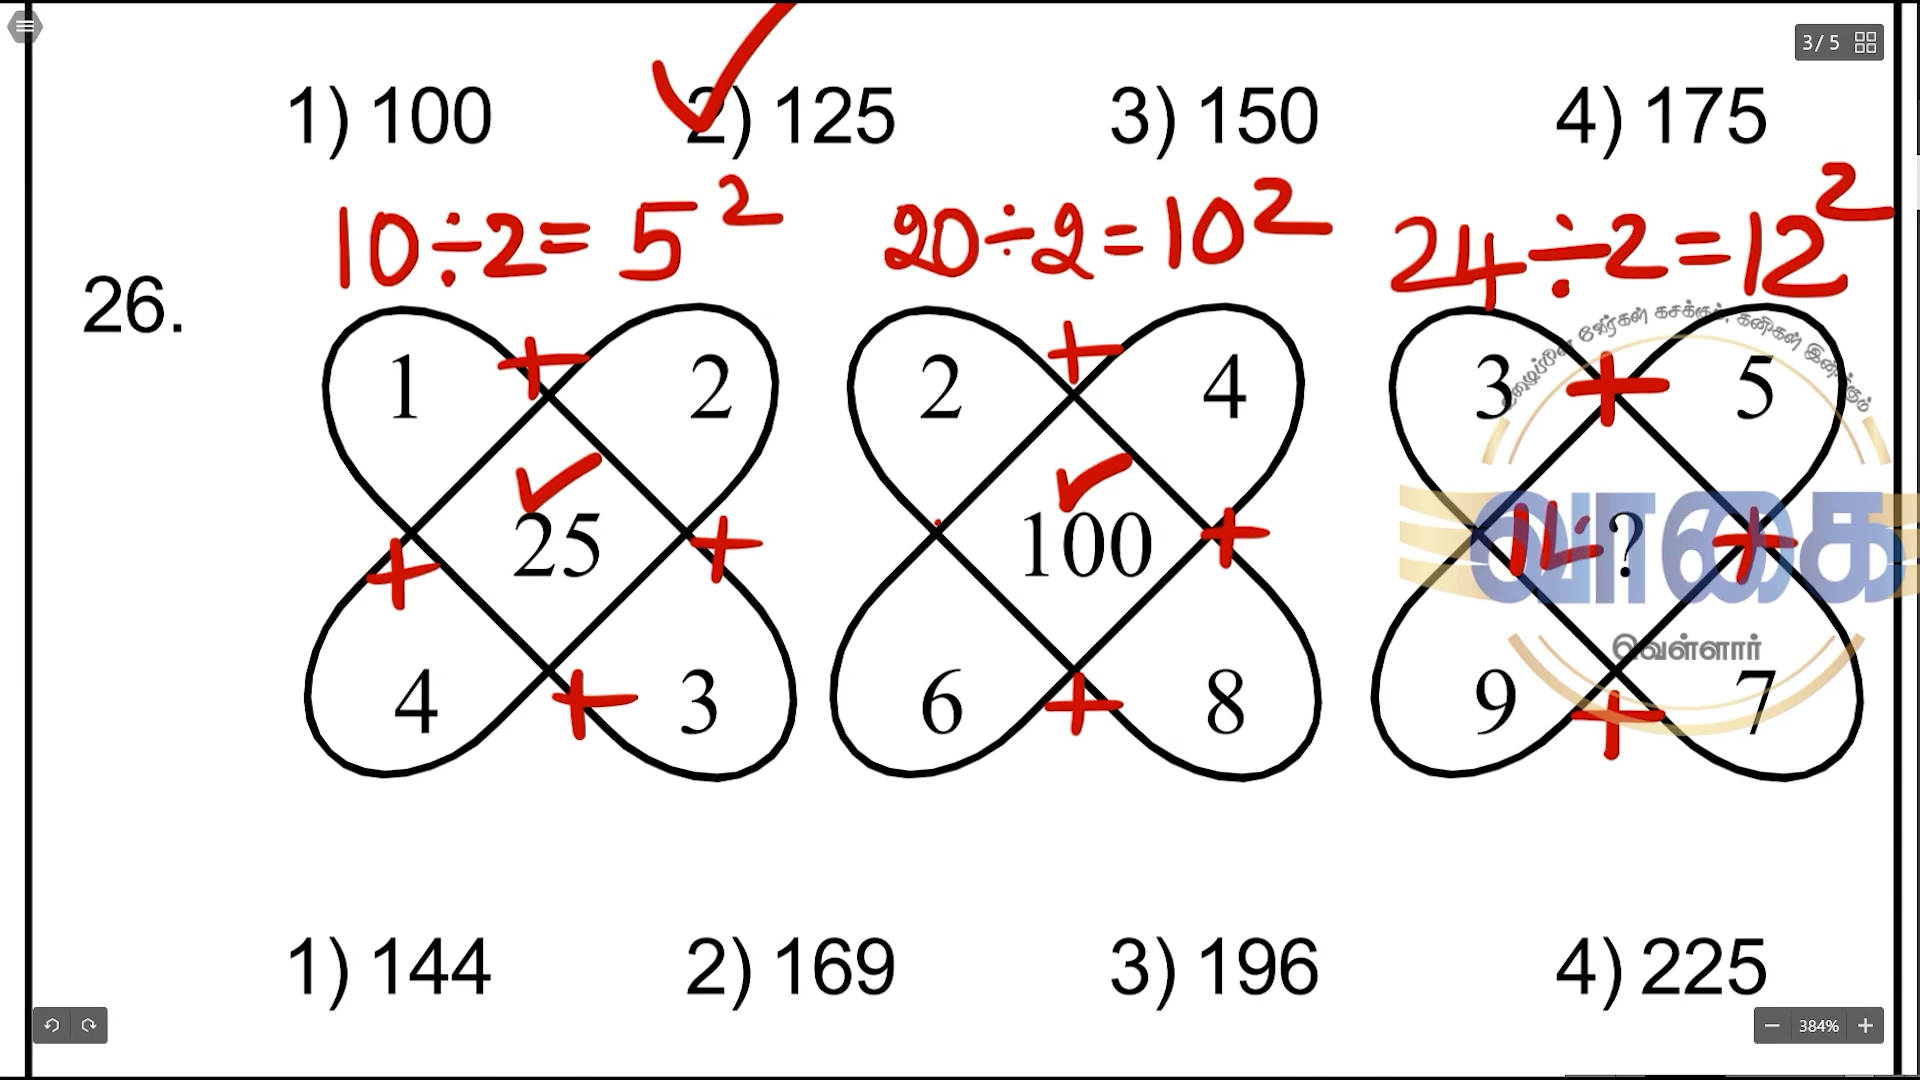 3/5
1) 100 2) 125 3) 150 4) 175
10÷2=5² 20÷2=10² 24÷2=12²
26.
1 + 2 2 + 4 3 + 5
25 100 ?
+ + + +
4 + 3 6 + 8 9 + 7
வாகை
வெள்ளார்
1) 144 2) 169 3) 196 4) 225
384%